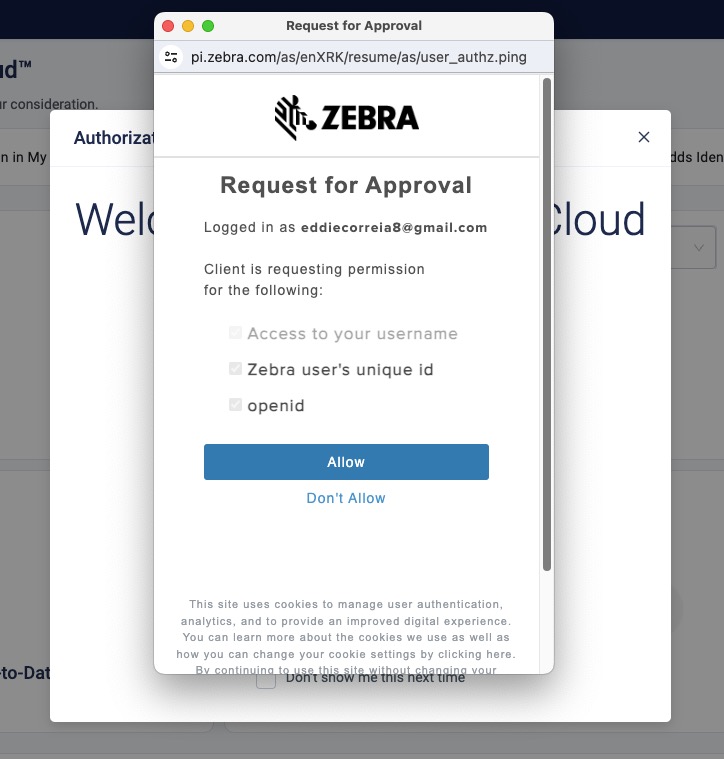 Request for Approval
pi.zebra.com/as/enXRK/resume/as/user_authz.ping
ZEBRA
Request for Approval
Logged in as eddiecorreia8@gmail.com
Client is requesting permission
for the following:
Access to your username
Zebra user's unique id
openid
Allow
Don't Allow
This site uses cookies to manage user authentication,
analytics, and to provide an improved digital experience.
You can learn more about the cookies we use as well as
how you can change your cookie settings by clicking here.
By continuing to use this site without changing your
ud™
r consideration.
n in My
Authorizat
dds Iden
Welc
Cloud
-to-Dat
Don't show me this next time